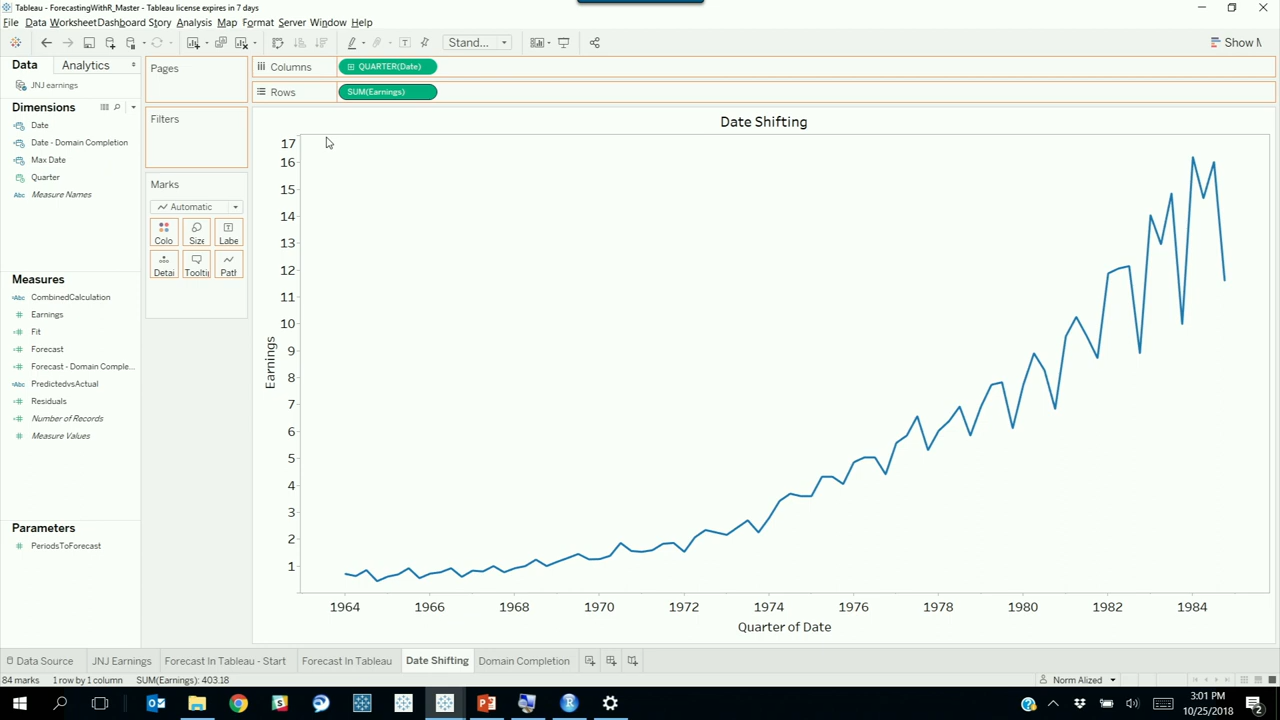 Tableau - ForecastingWithR_Master - Tableau license expires in 7 days
File Data Worksheet Dashboard Story Analysis Map Format Server Window Help
Stand...
Show M
Data Analytics
Pages
Columns QUARTER(Date)
JNJ earnings
Rows SUM(Earnings)
Dimensions
Filters
Date Shifting
Date
Date - Domain Completion
Max Date
Quarter
Measure Names
Marks
Automatic
Colo Size Labe
Detai Tooltip Path
Measures
CombinedCalculation
Earnings
Fit
Forecast
Forecast - Domain Comple...
PredictedvsActual
Residuals
Number of Records
Measure Values
Parameters
PeriodsToForecast
Earnings
17
16
15
14
13
12
11
10
9
8
7
6
5
4
3
2
1
1964 1966 1968 1970 1972 1974 1976 1978 1980 1982 1984
Quarter of Date
Data Source JNJ Earnings Forecast In Tableau - Start Forecast In Tableau Date Shifting Domain Completion
84 marks 1 row by 1 column SUM(Earnings): 403.18
Norm Alized
3:01 PM
10/25/2018
2